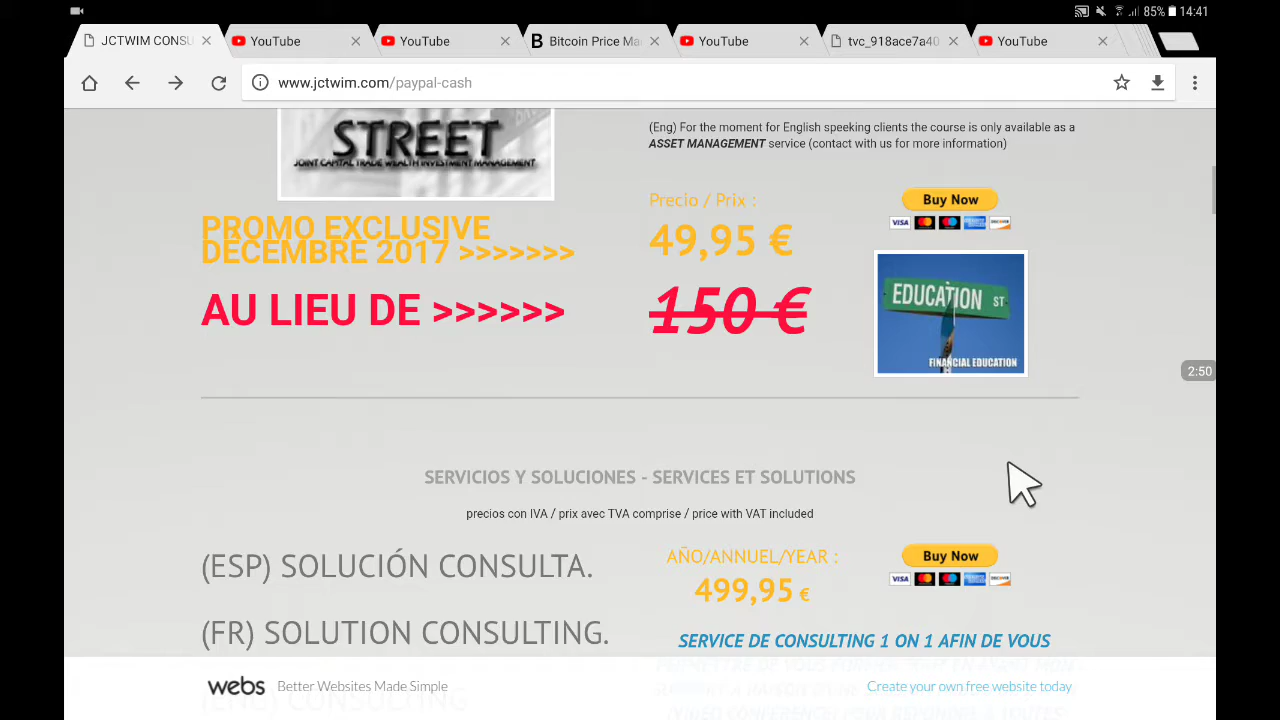 85% 14:41
JCTWIM CONSU
YouTube
YouTube
B Bitcoin Price Ma
YouTube
tvc_918ace7a40
YouTube
www.jctwim.com/paypal-cash
STREET
JOINT CAPITAL TRADE WEALTH INVESTMENT MANAGEMENT
(Eng) For the moment for English speeking clients the course is only available as a
ASSET MANAGEMENT service (contact with us for more information)
PROMO EXCLUSIVE
DECEMBRE 2017 >>>>>>>
AU LIEU DE >>>>>>
Precio / Prix :
49,95 €
150 €
Buy Now
VISA
EDUCATION ST
FINANCIAL EDUCATION
2:50
SERVICIOS Y SOLUCIONES - SERVICES ET SOLUTIONS
precios con IVA / prix avec TVA comprise / price with VAT included
(ESP) SOLUCIÓN CONSULTA.
(FR) SOLUTION CONSULTING.
AÑO/ANNUEL/YEAR :
499,95 €
Buy Now
VISA
SERVICE DE CONSULTING 1 ON 1 AFIN DE VOUS
webs Better Websites Made Simple
Create your own free website today